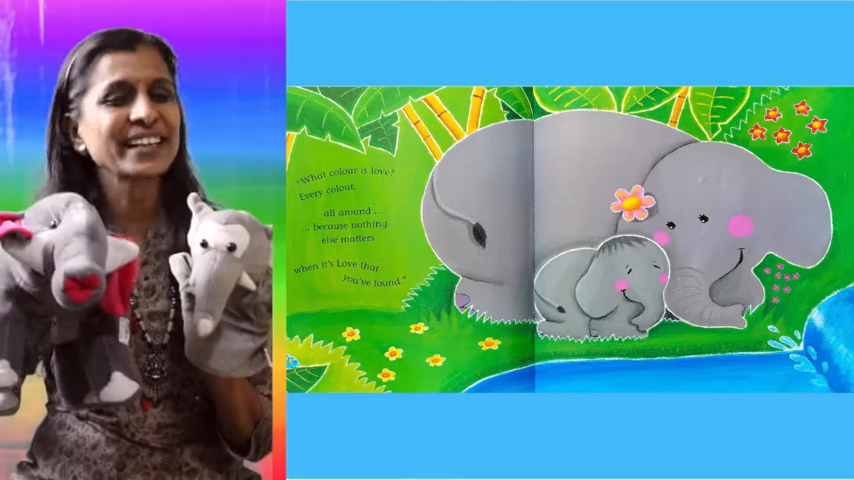 "What colour is love?
Every colour,
all around ...
... because nothing
else matters
when it's Love that
you've found."